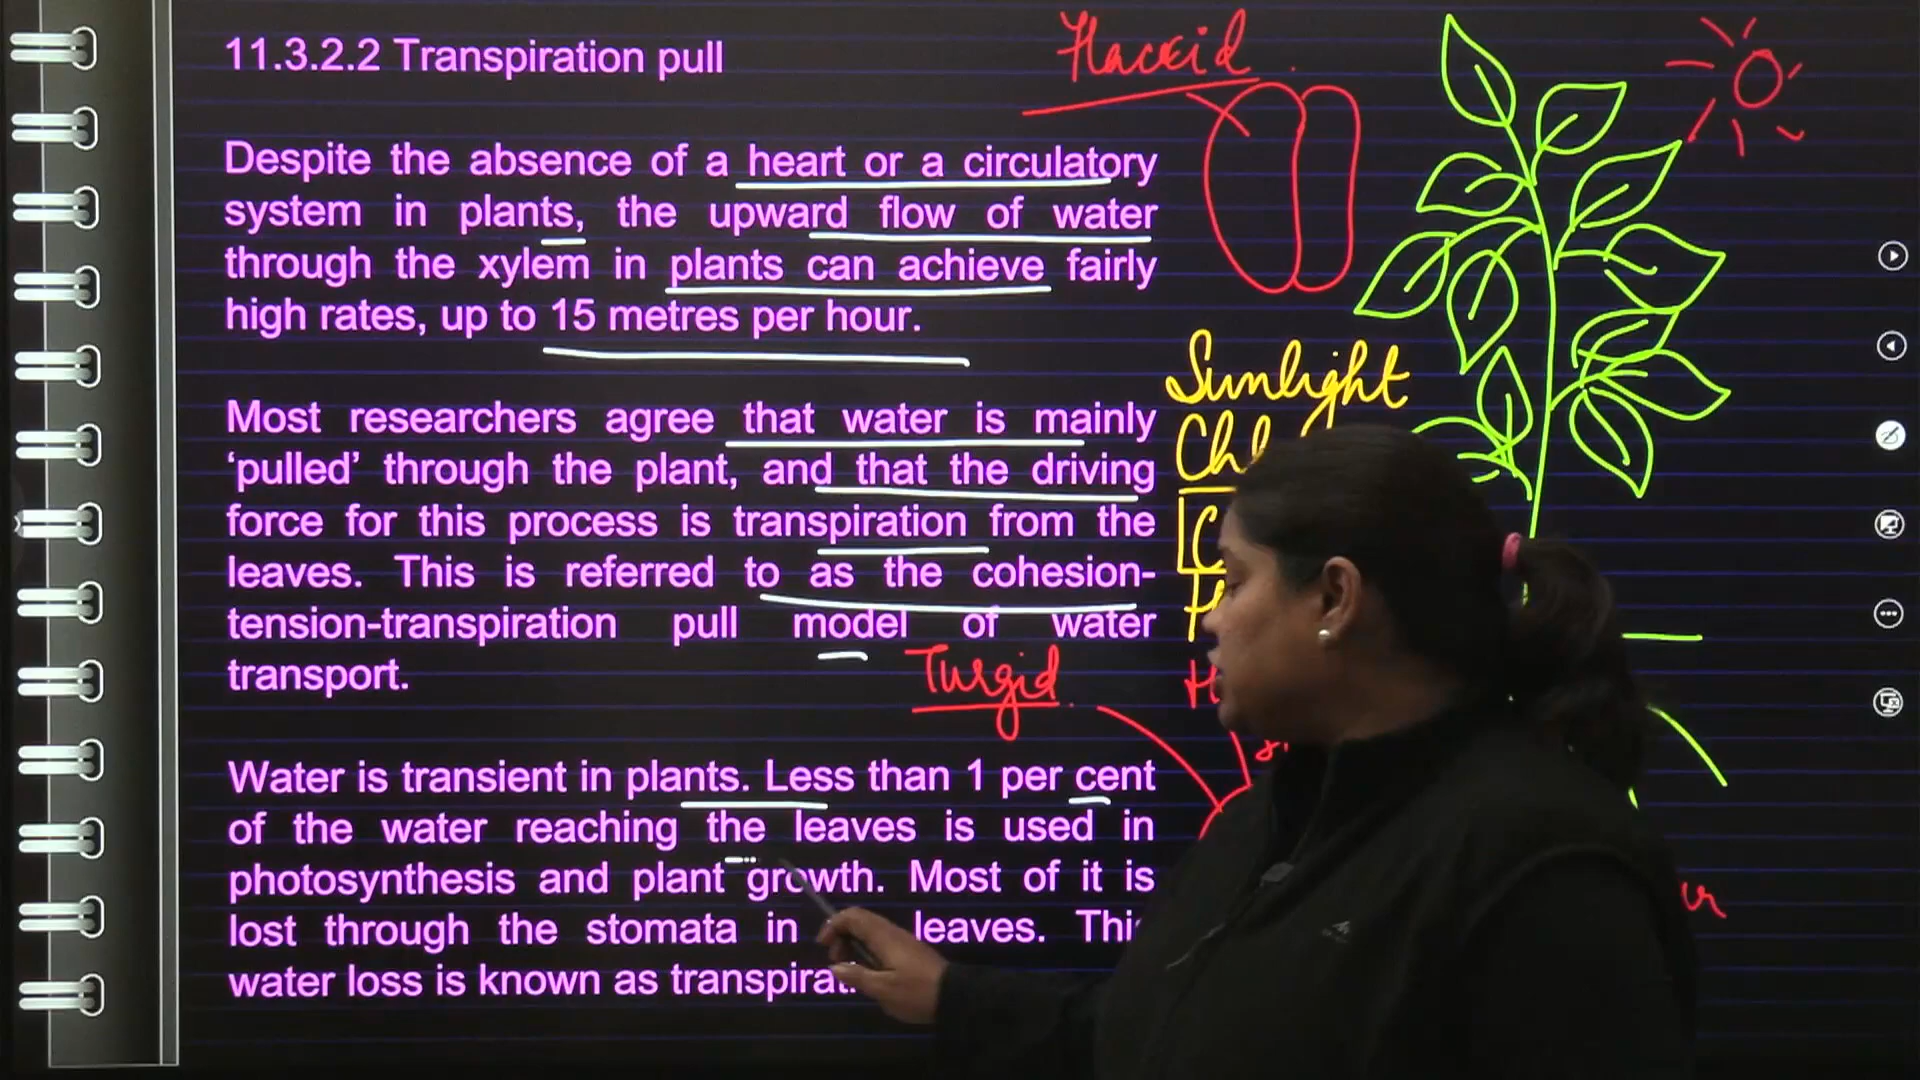 11.3.2.2 Transpiration pull
Flaccid
Despite the absence of a heart or a circulatory
system in plants, the upward flow of water
through the xylem in plants can achieve fairly
high rates, up to 15 metres per hour.
Sunlight
Most researchers agree that water is mainly
'pulled' through the plant, and that the driving
force for this process is transpiration from the
leaves. This is referred to as the cohesion-
tension-transpiration pull model of water
transport.
Turgid
Water is transient in plants. Less than 1 per cent
of the water reaching the leaves is used in
photosynthesis and plant growth. Most of it is
lost through the stomata in leaves.
water loss is known as